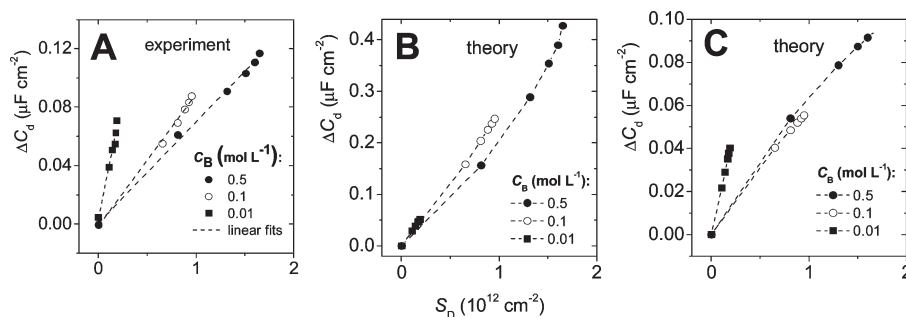 A
experiment
ΔC_d (μF cm⁻²)
0.12
0.08
0.04
0.00
C_B (mol L⁻¹):
0.5
0.1
0.01
linear fits
0
1
2
B
theory
ΔC_d (μF cm⁻²)
0.4
0.3
0.2
0.1
0.0
C_B (mol L⁻¹):
0.5
0.1
0.01
0
1
2
S_D (10¹² cm⁻²)
C
theory
ΔC_d (μF cm⁻²)
0.10
0.08
0.06
0.04
0.02
0.00
C_B (mol L⁻¹):
0.5
0.1
0.01
0
1
2